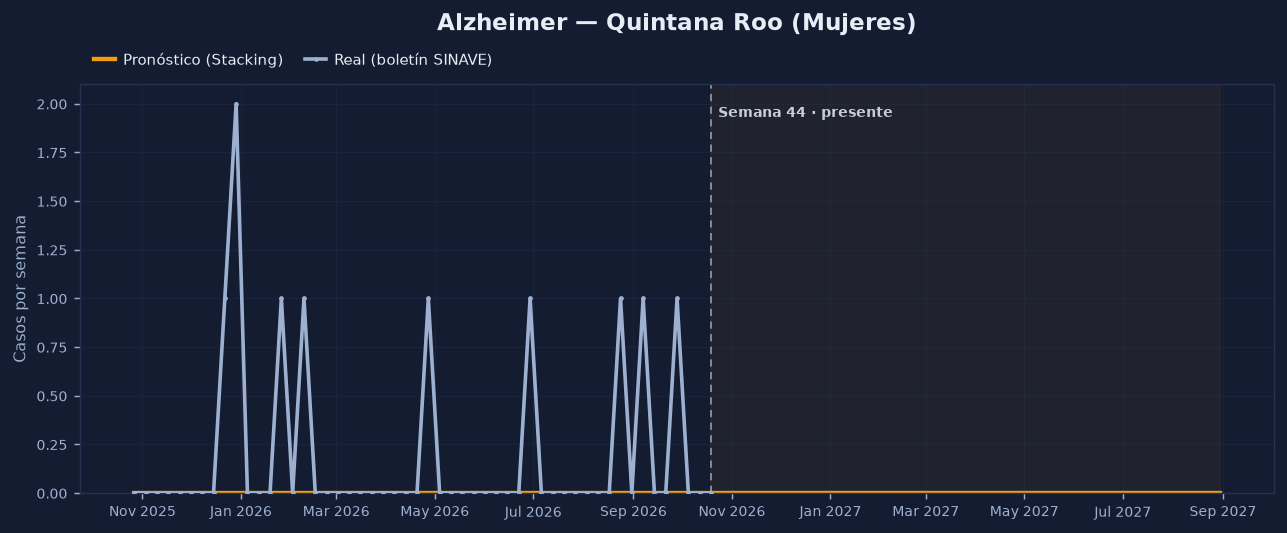 Alzheimer — Quintana Roo (Mujeres)
Pronóstico (Stacking) Real (boletín SINAVE)
Semana 44 · presente
Casos por semana
2.00
1.75
1.50
1.25
1.00
0.75
0.50
0.25
0.00
Nov 2025 Jan 2026 Mar 2026 May 2026 Jul 2026 Sep 2026 Nov 2026 Jan 2027 Mar 2027 May 2027 Jul 2027 Sep 2027